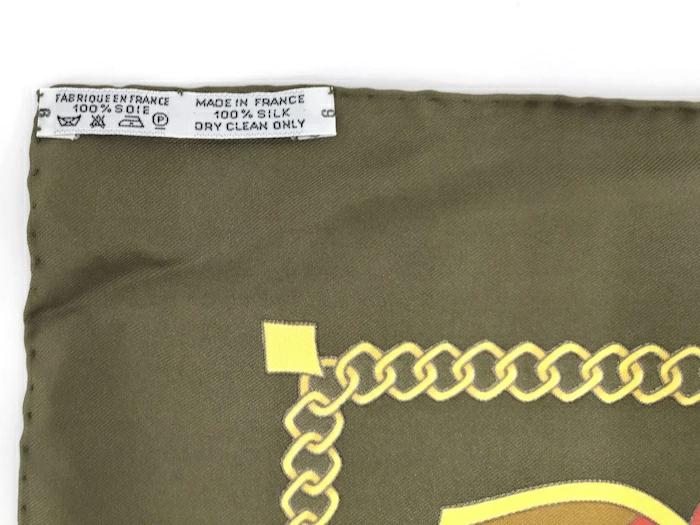 FABRIQUE EN FRANCE
100% SOIE
P
MADE IN FRANCE
100% SILK
DRY CLEAN ONLY